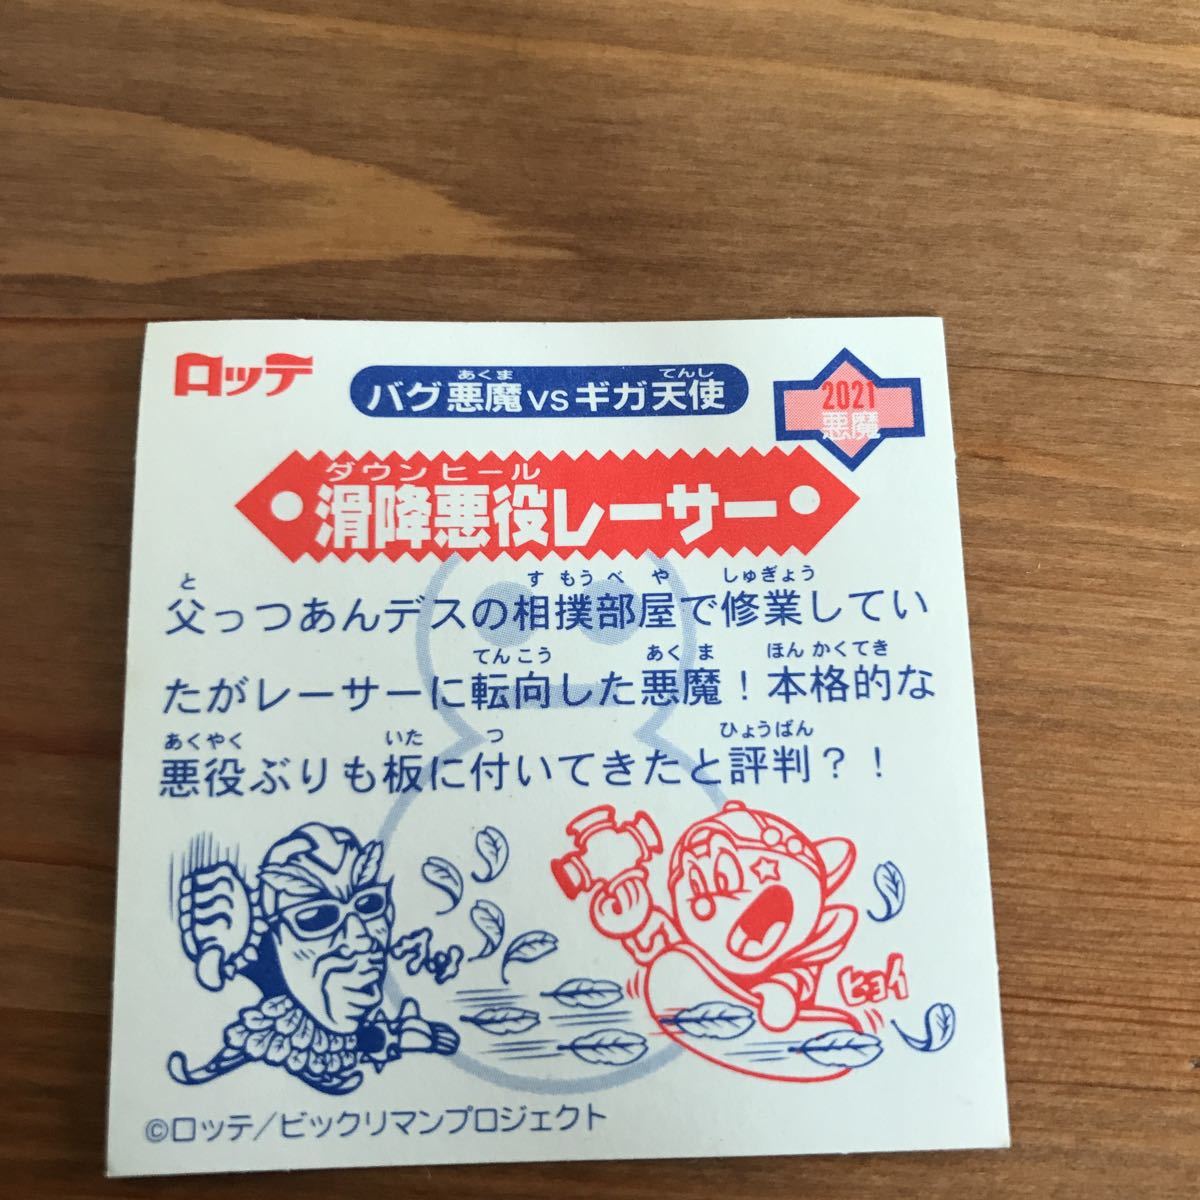 ロッテ
あくま てんし
バグ悪魔vsギガ天使
2021
悪魔
ダウンヒール
滑降悪役レーサー
と すもうべや しゅぎょう
父っつあんデスの相撲部屋で修業してい
てんこう あくま ほんかくてき
たがレーサーに転向した悪魔！本格的な
あくやく いた つ ひょうばん
悪役ぶりも板に付いてきたと評判？！
ヒョイ
©ロッテ/ビックリマンプロジェクト